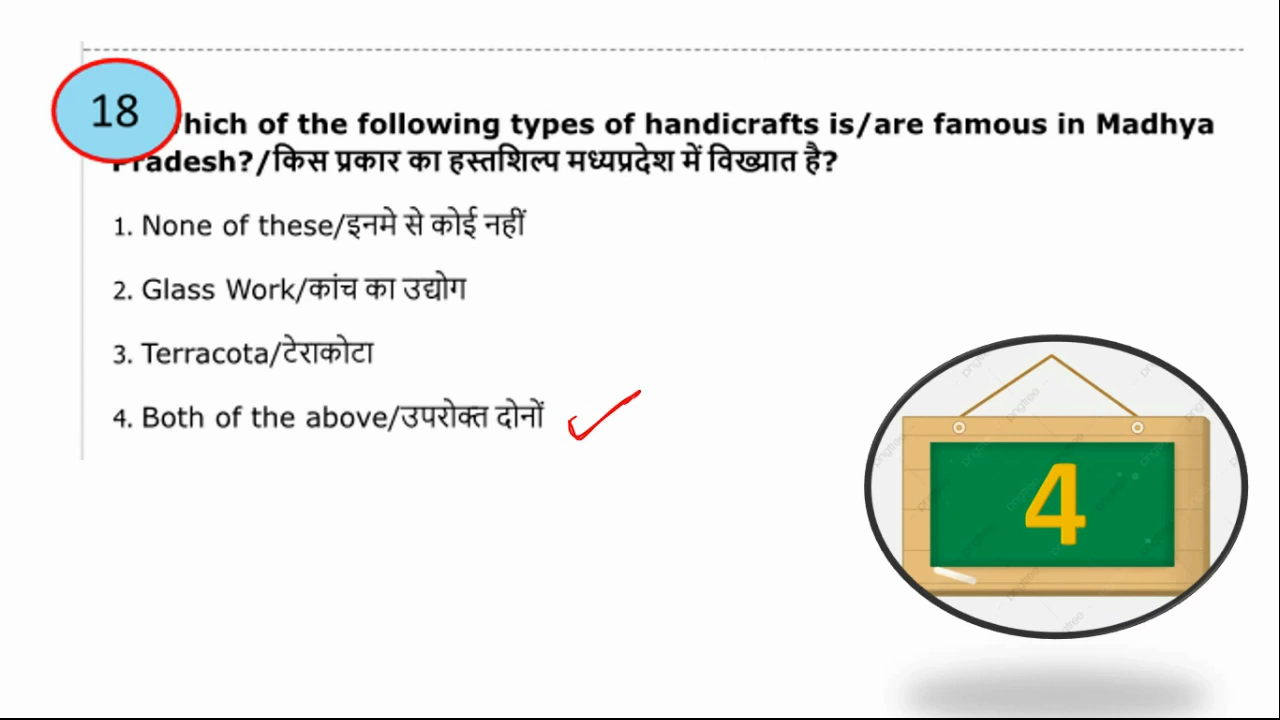 18
hich of the following types of handicrafts is/are famous in Madhya
Pradesh?/किस प्रकार का हस्तशिल्प मध्यप्रदेश में विख्यात है?
1. None of these/इनमे से कोई नहीं
2. Glass Work/कांच का उद्योग
3. Terracota/टेराकोटा
4. Both of the above/उपरोक्त दोनों
4
pngtree